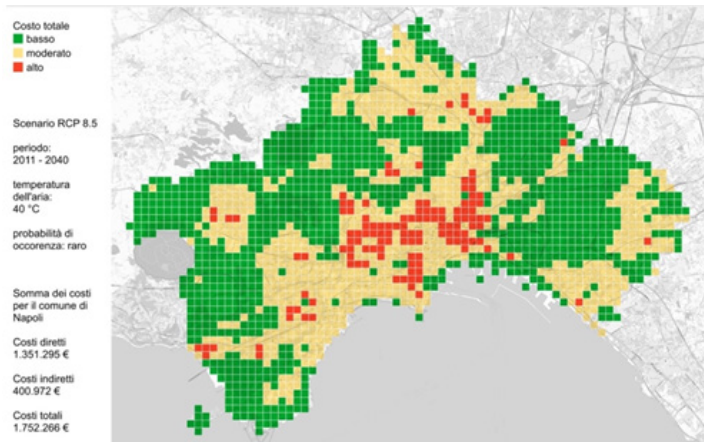 Costo totale
basso
moderato
alto
Scenario RCP 8.5
periodo:
2011 - 2040
temperatura
dell'aria:
40 °C
probabilità di
occorenza: raro
Somma dei costi
per il comune di
Napoli
Costi diretti
1.351.295 €
Costi indiretti
400.972 €
Costi totali
1.752.266 €